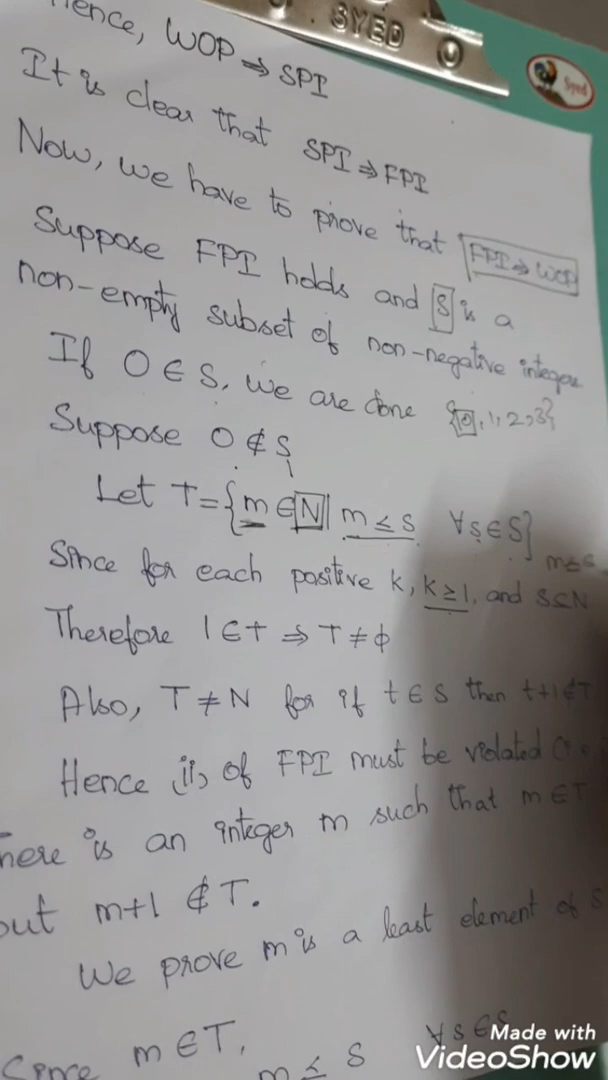 SYED
Syed
Hence, WOP ⇒ SPI
It is clear that SPI ⇒ FPI
Now, we have to prove that FPI ⇒ WOP
Suppose FPI holds and S is a
non-empty subset of non-negative integers
If 0 ∈ S, we are done {0,1,2,3}
Suppose 0 ∉ S
Let T = {m ∈ N | m ≤ s ∀ s ∈ S}
m ≤ s
Since for each positive k, k ≥ 1, and S ⊆ N
Therefore 1 ∈ T ⇒ T ≠ ϕ
Also, T ≠ N for if t ∈ S then t+1 ∉ T
Hence (ii) of FPI must be violated (i.e
There is an integer m such that m ∈ T
but m+1 ∉ T.
We prove m is a least element of S
Since m ∈ T,
m ≤ s ∀ s ∈ S
Made with
VideoShow